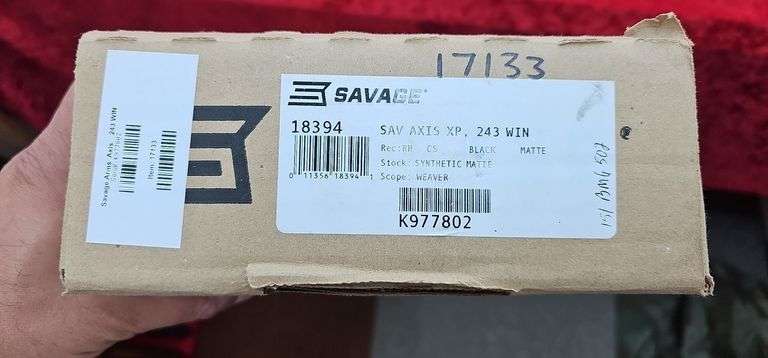 17133
SAVAGE
18394
SAV AXIS XP, 243 WIN
Rec:RH CS BLACK MATTE
Stock: SYNTHETIC MATTE
Scope: WEAVER
0 11356 18394 1
K977802
Savage Arms, Axis, .243 WIN
Item: 17133